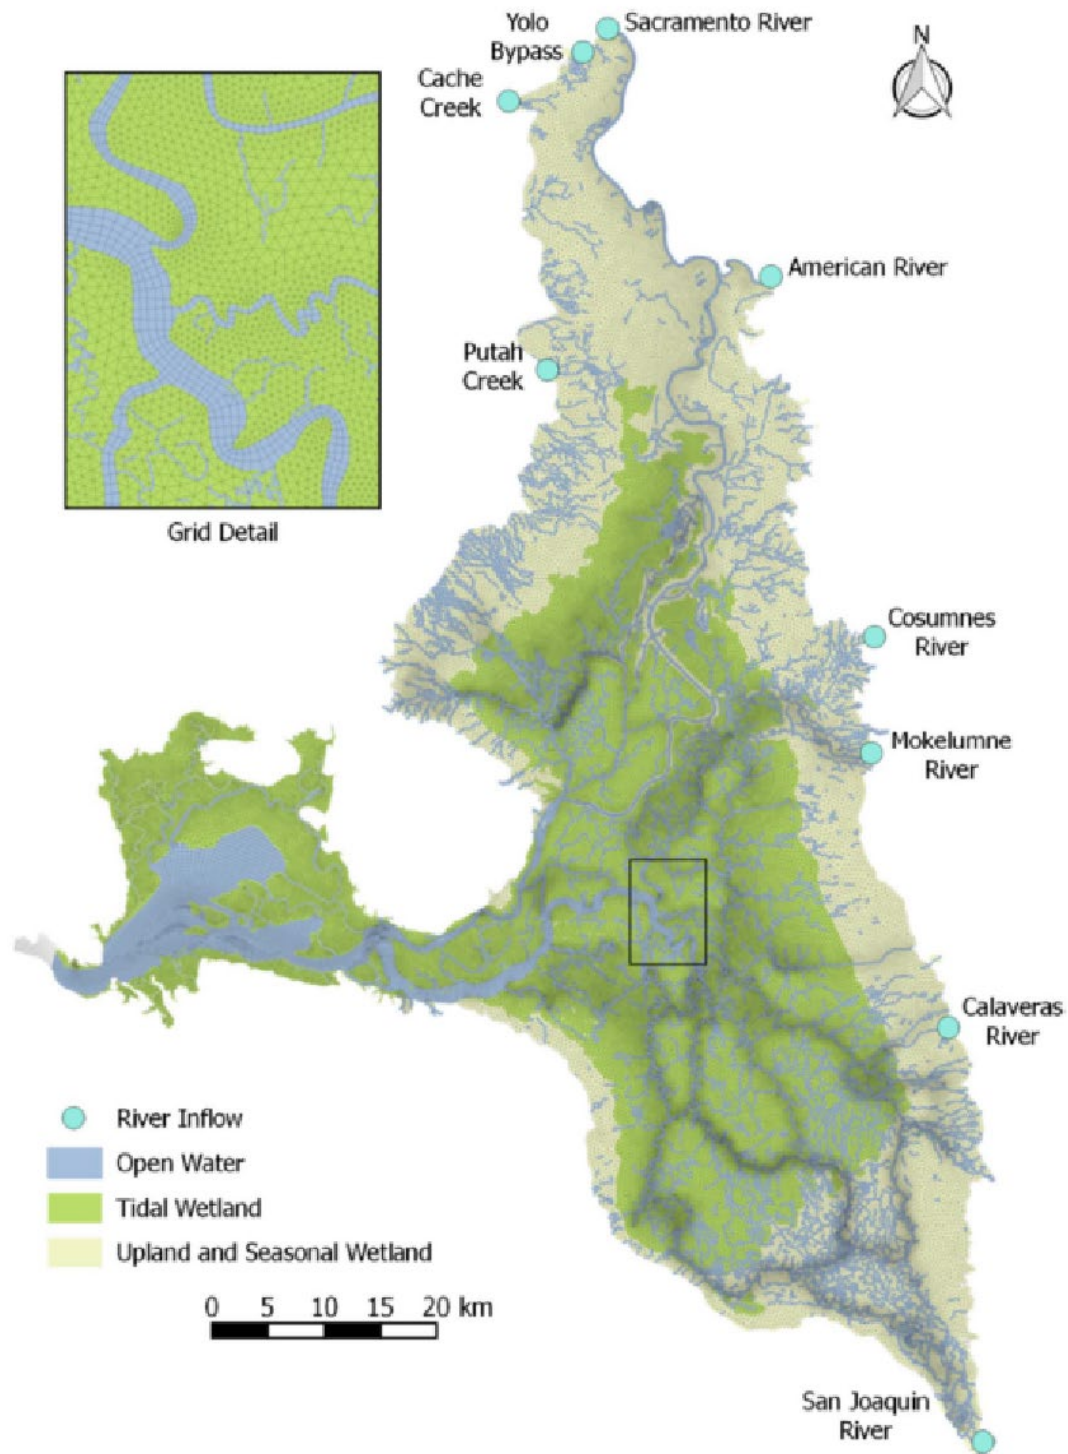 Yolo
Bypass
Sacramento River
N
Cache
Creek
American River
Putah
Creek
Grid Detail
Cosumnes
River
Mokelumne
River
Calaveras
River
River Inflow
Open Water
Tidal Wetland
Upland and Seasonal Wetland
0 5 10 15 20 km
San Joaquin
River